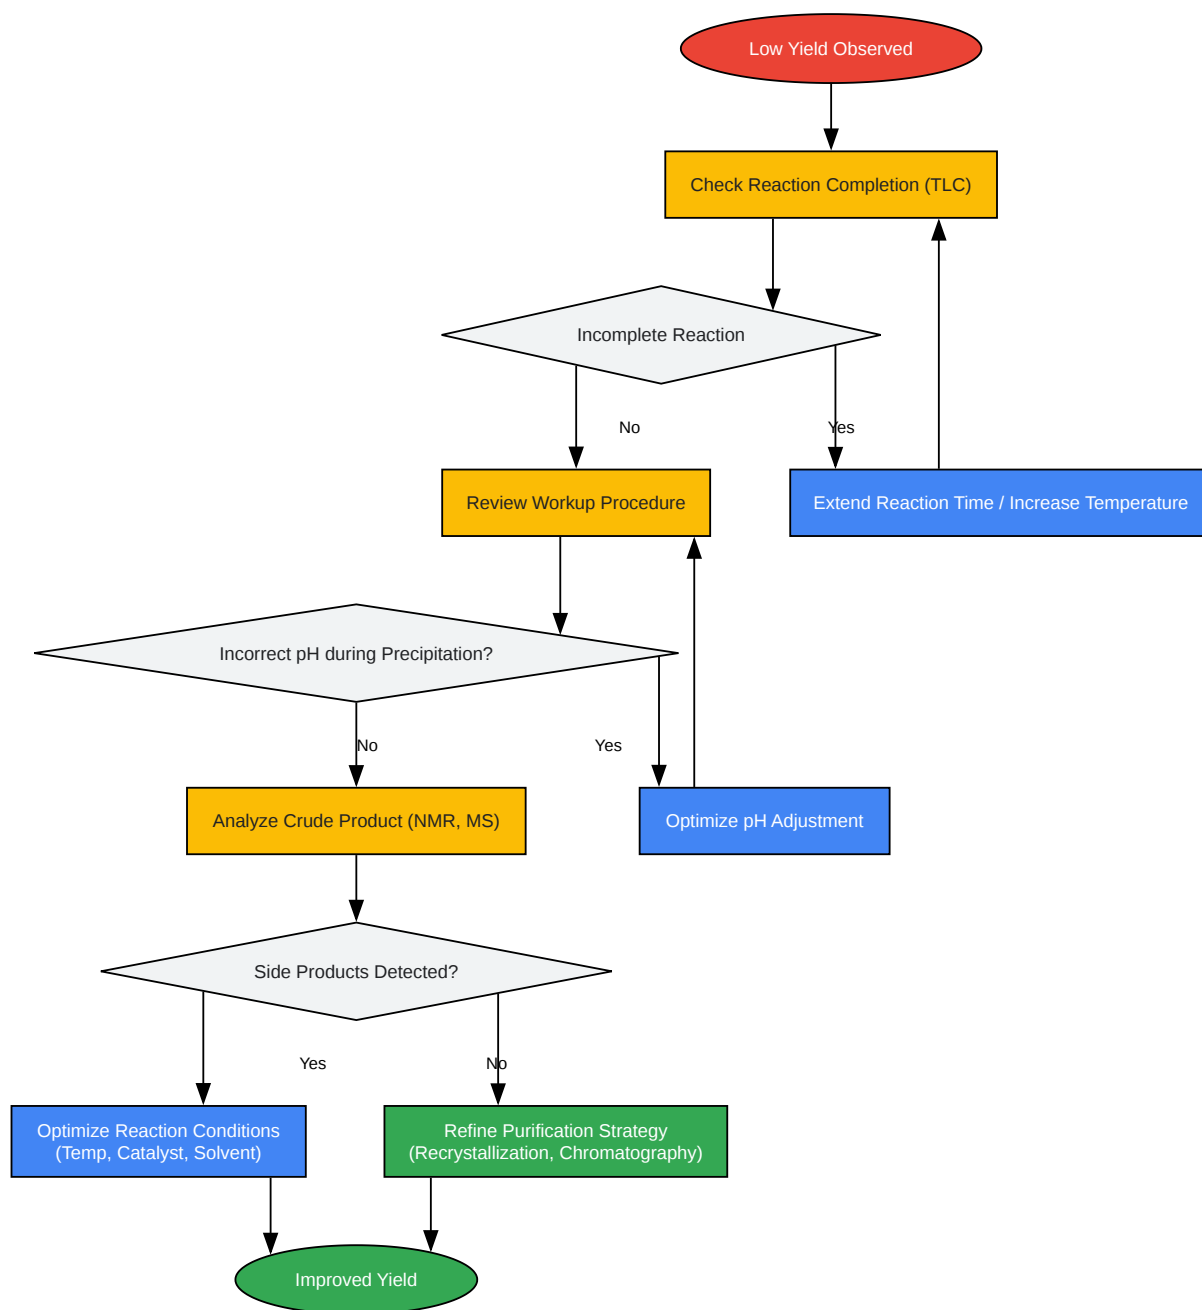 Low Yield Observed
Check Reaction Completion (TLC)
Incomplete Reaction
No
Yes
Review Workup Procedure
Extend Reaction Time / Increase Temperature
Incorrect pH during Precipitation?
No
Yes
Analyze Crude Product (NMR, MS)
Optimize pH Adjustment
Side Products Detected?
Yes
No
Optimize Reaction Conditions
(Temp, Catalyst, Solvent)
Refine Purification Strategy
(Recrystallization, Chromatography)
Improved Yield